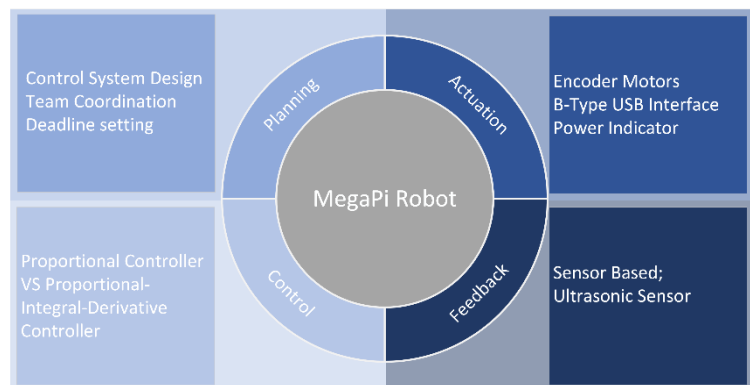 Control System Design
Team Coordination
Deadline setting
Planning
Actuation
Encoder Motors
B-Type USB Interface
Power Indicator
MegaPi Robot
Proportional Controller
VS Proportional-
Integral-Derivative
Controller
Control
Feedback
Sensor Based;
Ultrasonic Sensor